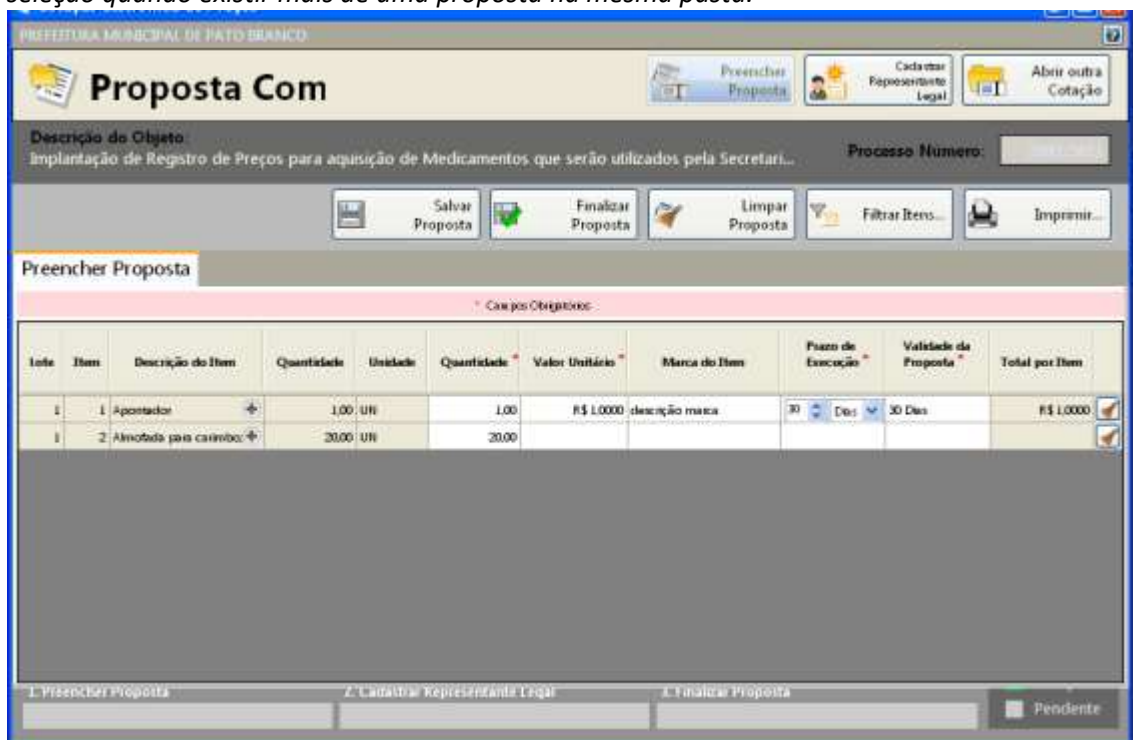 seleção quando existir mais de uma proposta na mesma pasta.
PREFEITURA MUNICIPAL DE PATO BRANCO
Proposta Com
Preencher Proposta
Cadastrar Representante Legal
Abrir outra Cotação
Descrição do Objeto:
Implantação de Registro de Preços para aquisição de Medicamentos que serão utilizados pela Secretari...
Processo Número:
Salvar Proposta
Finalizar Proposta
Limpar Proposta
Filtrar Itens...
Imprimir...
Preencher Proposta
* Campos Obrigatórios
Lote Item Descrição do Item Quantidade Unidade Quantidade * Valor Unitário * Marca do Item Prazo de Execução * Validade da Proposta * Total por Item
1 1 Apontador + 1,00 UN 1,00 R$ 1,0000 descrição marca 30 Dias 30 Dias R$ 1,0000
1 2 Almofada para carimbo: + 20,00 UN 20,00
1. Preencher Proposta
2. Cadastrar Representante Legal
3. Finalizar Proposta
Pendente